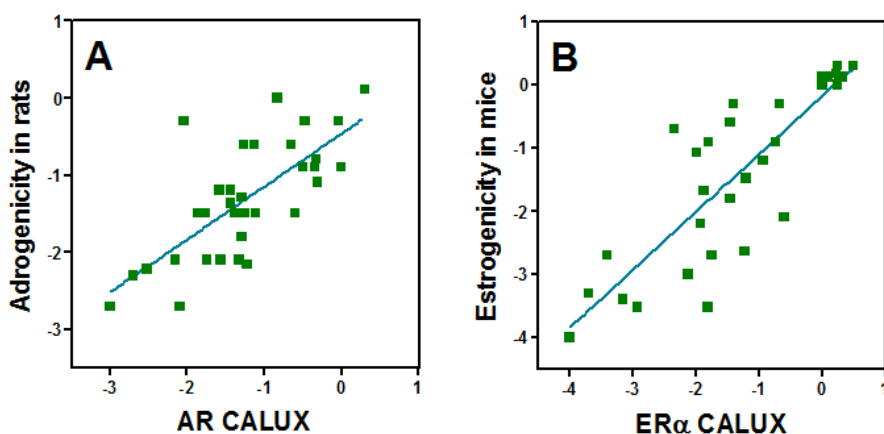 A
Adrogenicity in rats
1
0
-1
-2
-3
-3 -2 -1 0 1
AR CALUX
B
Estrogenicity in mice
1
0
-1
-2
-3
-4
-4 -3 -2 -1 0 1
ERα CALUX